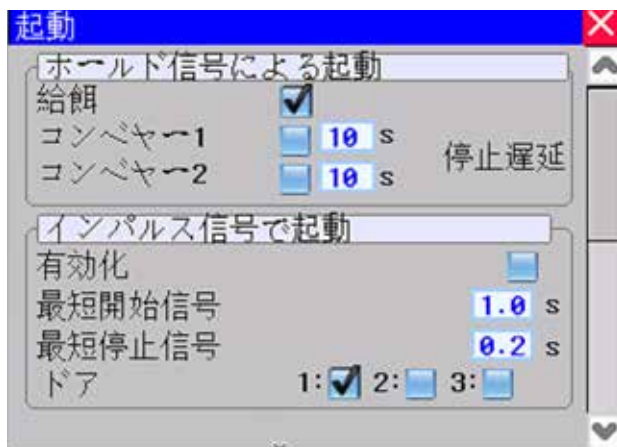 起動
ホールド信号による起動
給餌
コンベヤー1 10 s
停止遅延
コンベヤー2 10 s
インパルス信号で起動
有効化
最短開始信号 1.0 s
最短停止信号 0.2 s
ドア 1: 2: 3: